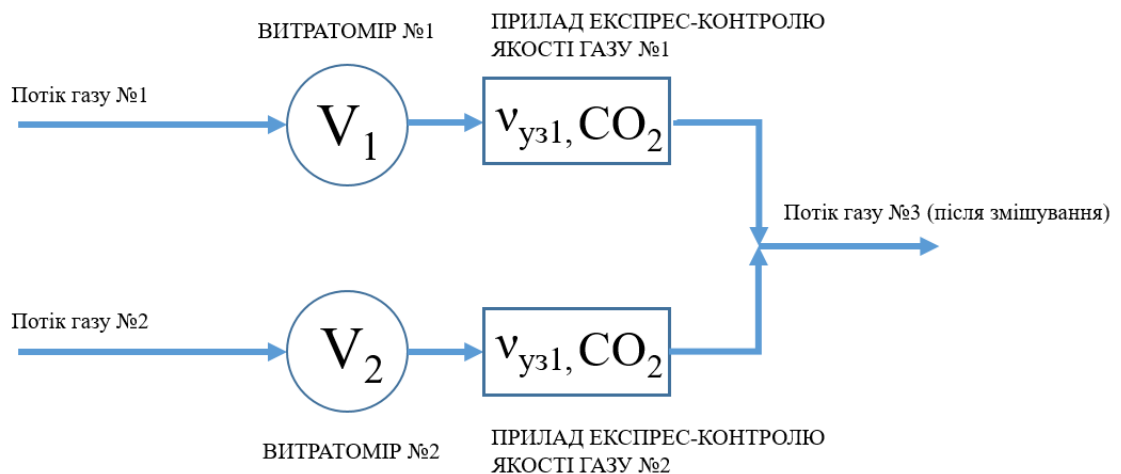 ВИТРАТОМІР №1
ПРИЛАД ЕКСПРЕС-КОНТРОЛЮ
ЯКОСТІ ГАЗУ №1
Потік газу №1
V₁
νуз1, CO₂
Потік газу №3 (після змішування)
Потік газу №2
V₂
νуз1, CO₂
ВИТРАТОМІР №2
ПРИЛАД ЕКСПРЕС-КОНТРОЛЮ
ЯКОСТІ ГАЗУ №2